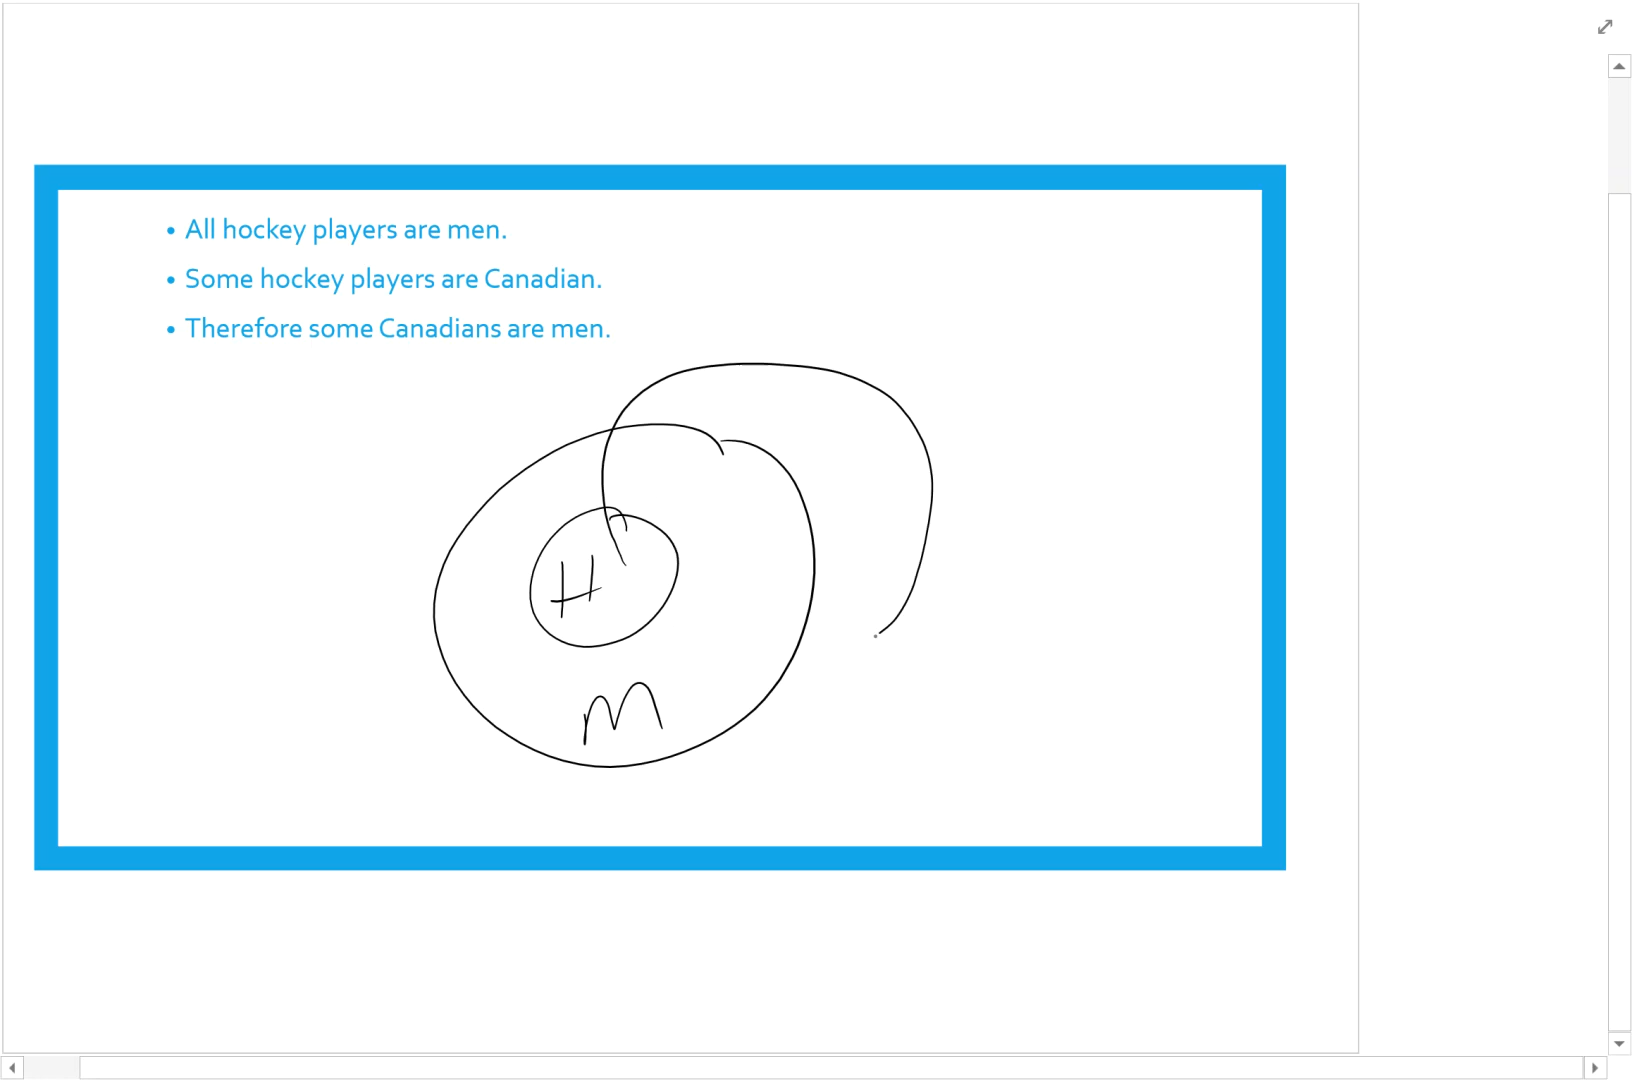 • All hockey players are men.
• Some hockey players are Canadian.
• Therefore some Canadians are men.
H
M